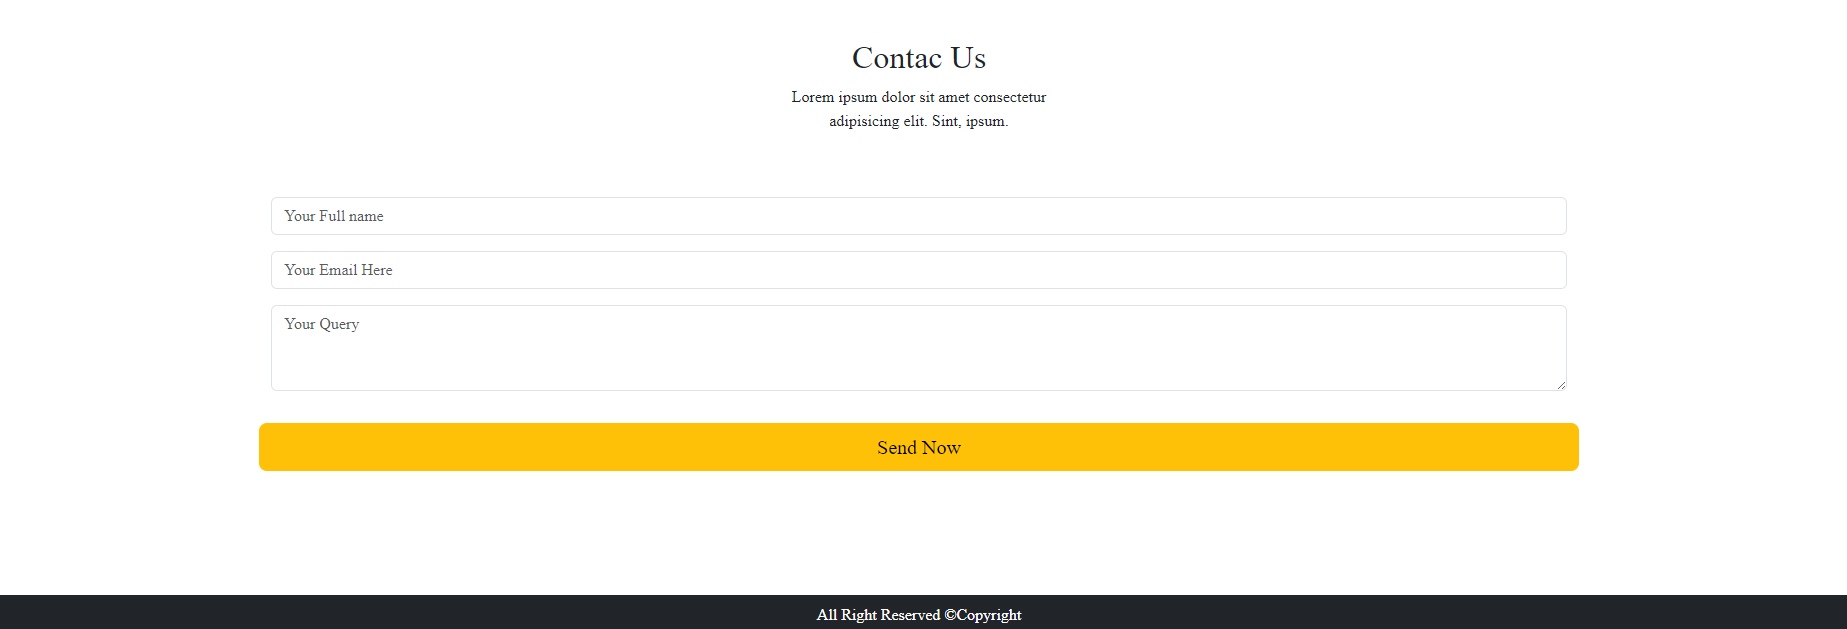 Contac Us
Lorem ipsum dolor sit amet consectetur
adipisicing elit. Sint, ipsum.
Your Full name
Your Email Here
Your Query
Send Now
All Right Reserved ©Copyright